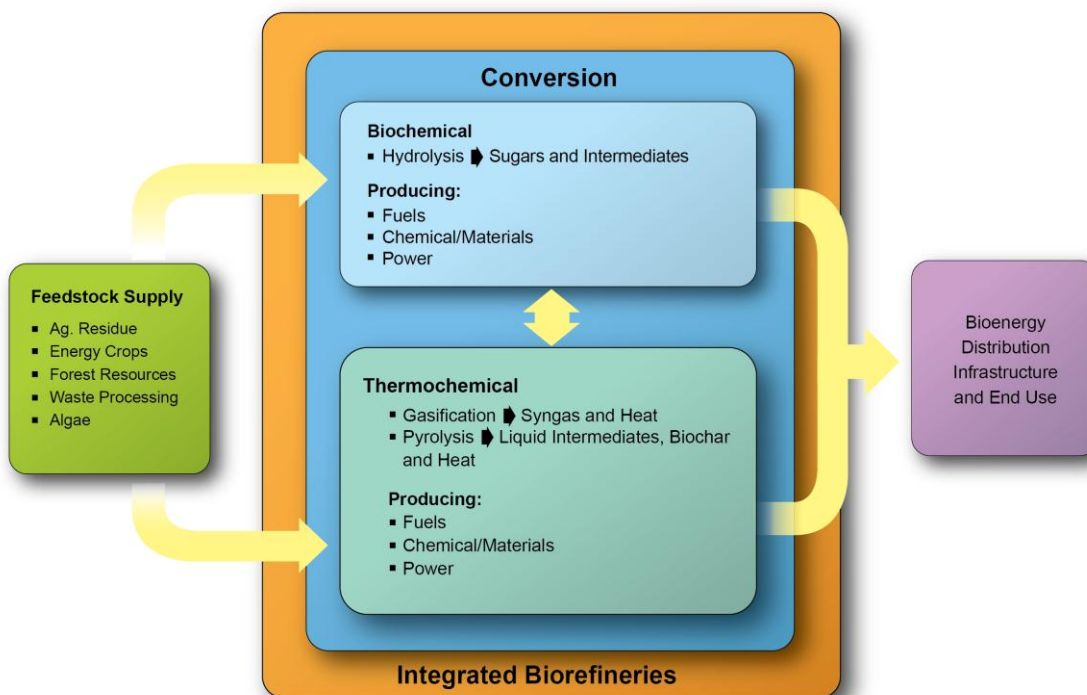 Conversion
Biochemical
▪ Hydrolysis ➧ Sugars and Intermediates
Producing:
▪ Fuels
▪ Chemical/Materials
▪ Power
Feedstock Supply
▪ Ag. Residue
▪ Energy Crops
▪ Forest Resources
▪ Waste Processing
▪ Algae
Thermochemical
▪ Gasification ➧ Syngas and Heat
▪ Pyrolysis ➧ Liquid Intermediates, Biochar
and Heat
Producing:
▪ Fuels
▪ Chemical/Materials
▪ Power
Bioenergy
Distribution
Infrastructure
and End Use
Integrated Biorefineries